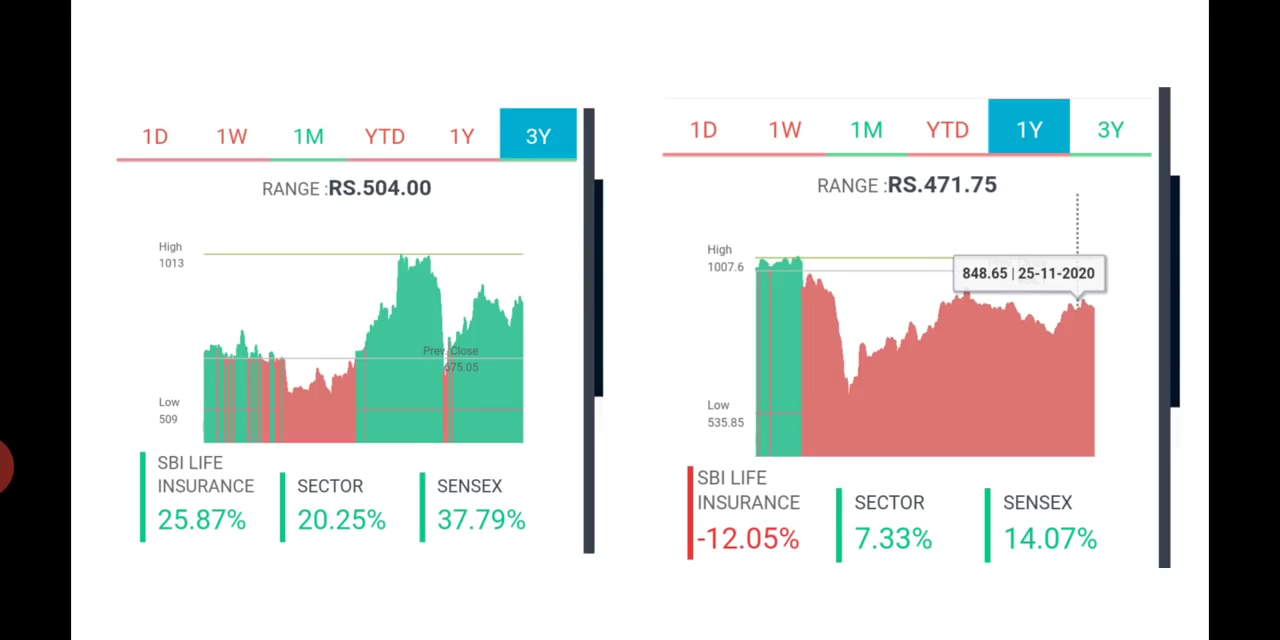 1D 1W 1M YTD 1Y 3Y
RANGE :RS.504.00
High
1013
Prev. Close
675.05
Low
509
SBI LIFE
INSURANCE
25.87%
SECTOR
20.25%
SENSEX
37.79%
1D 1W 1M YTD 1Y 3Y
RANGE :RS.471.75
High
1007.6
848.65 | 25-11-2020
Low
535.85
SBI LIFE
INSURANCE
-12.05%
SECTOR
7.33%
SENSEX
14.07%